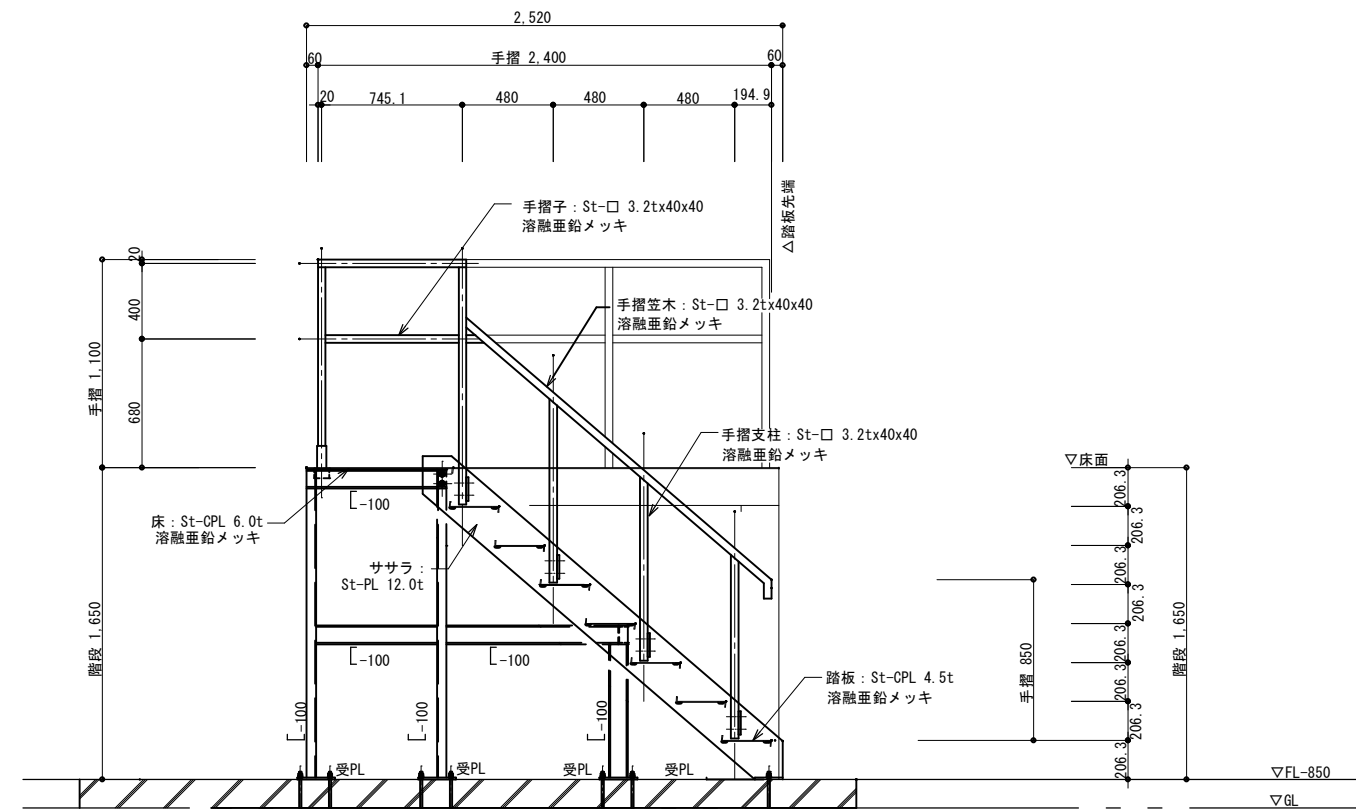 2,520
60
手摺 2,400
60
20
745.1
480
480
480
194.9
△踏板先端
手摺子：St-□ 3.2tx40x40
溶融亜鉛メッキ
20
400
手摺 1,100
680
手摺笠木：St-□ 3.2tx40x40
溶融亜鉛メッキ
手摺支柱：St-□ 3.2tx40x40
溶融亜鉛メッキ
▽床面
[-100
床：St-CPL 6.0t
溶融亜鉛メッキ
ササラ：
St-PL 12.0t
階段 1,650
[-100
[-100
踏板：St-CPL 4.5t
溶融亜鉛メッキ
手摺 850
206.3
206.3
206.3
206.3
206.3
206.3
206.3
206.3
階段 1,650
[-100
[-100
[-100
受PL
受PL
受PL
受PL
▽FL-850
▽GL